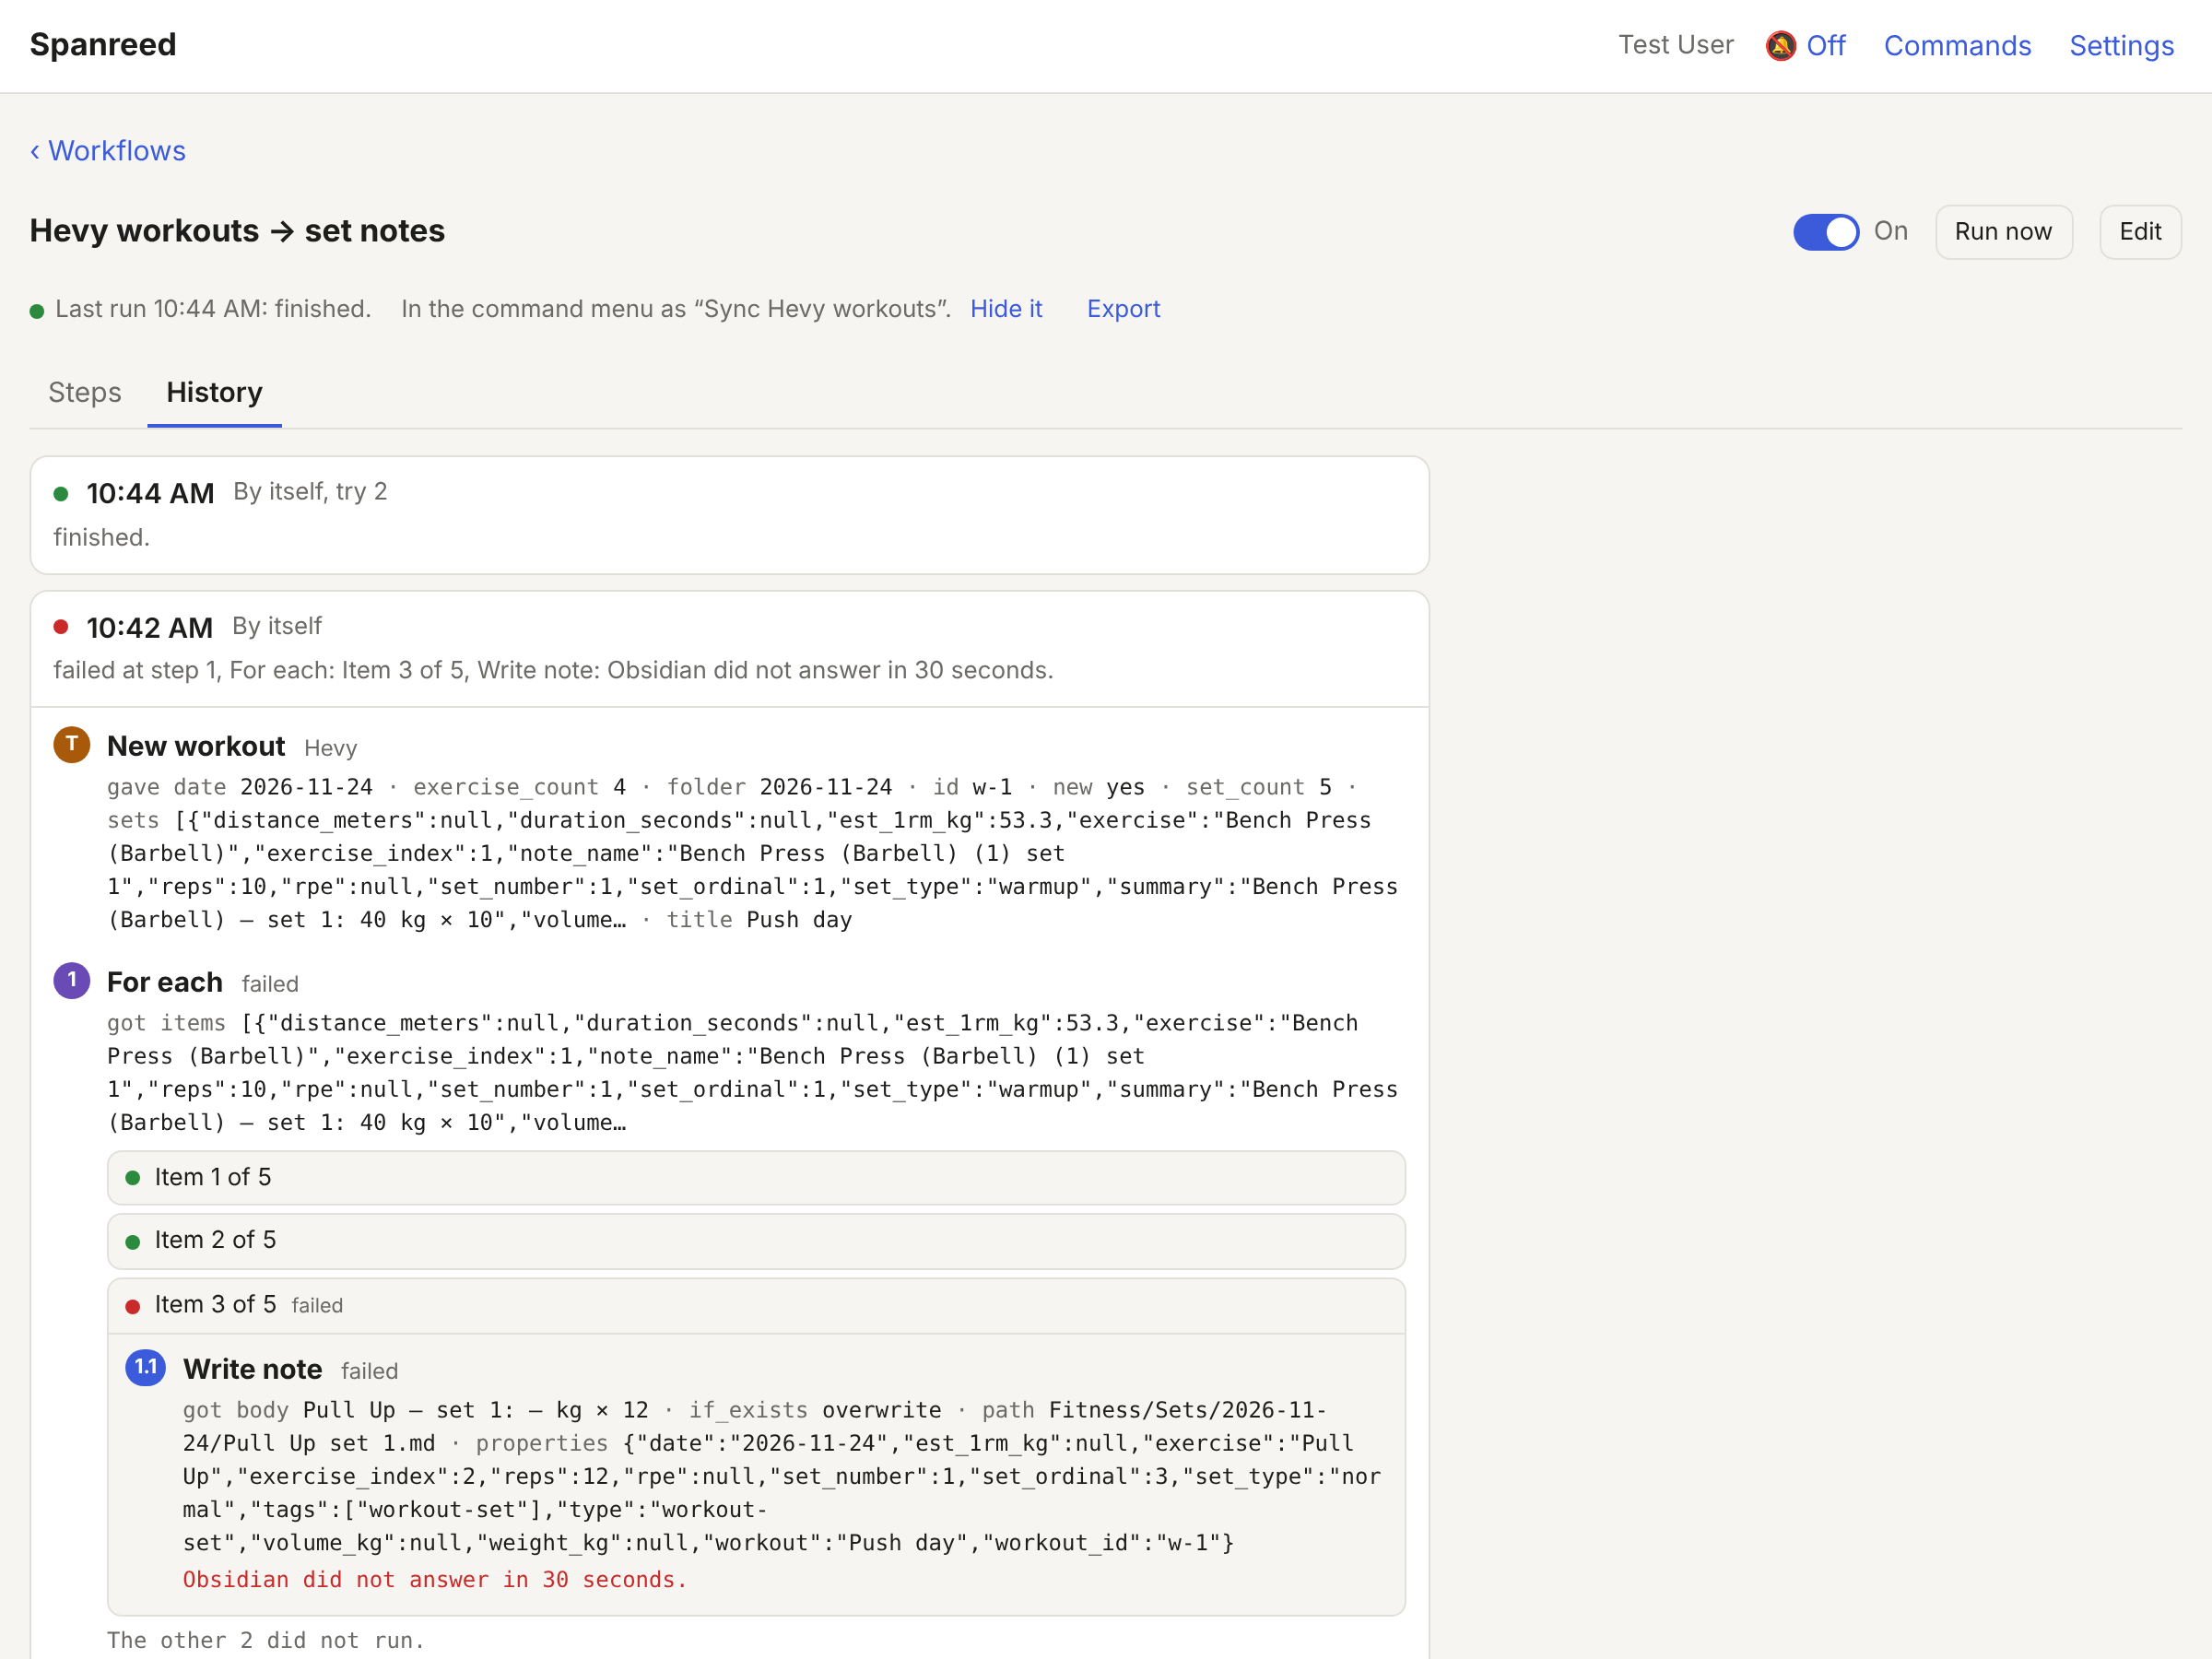 Spanreed
Test User
Off
Commands
Settings
‹ Workflows
Hevy workouts → set notes
On
Run now
Edit
Last run 10:44 AM: finished.
In the command menu as “Sync Hevy workouts”.
Hide it
Export
Steps
History
10:44 AM By itself, try 2
finished.
10:42 AM By itself
failed at step 1, For each: Item 3 of 5, Write note: Obsidian did not answer in 30 seconds.
T New workout Hevy
gave date 2026-11-24 · exercise_count 4 · folder 2026-11-24 · id w-1 · new yes · set_count 5 ·
sets [{"distance_meters":null,"duration_seconds":null,"est_1rm_kg":53.3,"exercise":"Bench Press
(Barbell)","exercise_index":1,"note_name":"Bench Press (Barbell) (1) set
1","reps":10,"rpe":null,"set_number":1,"set_ordinal":1,"set_type":"warmup","summary":"Bench Press
(Barbell) — set 1: 40 kg × 10","volume… · title Push day
1 For each failed
got items [{"distance_meters":null,"duration_seconds":null,"est_1rm_kg":53.3,"exercise":"Bench
Press (Barbell)","exercise_index":1,"note_name":"Bench Press (Barbell) (1) set
1","reps":10,"rpe":null,"set_number":1,"set_ordinal":1,"set_type":"warmup","summary":"Bench Press
(Barbell) — set 1: 40 kg × 10","volume…
Item 1 of 5
Item 2 of 5
Item 3 of 5 failed
1.1 Write note failed
got body Pull Up — set 1: — kg × 12 · if_exists overwrite · path Fitness/Sets/2026-11-
24/Pull Up set 1.md · properties {"date":"2026-11-24","est_1rm_kg":null,"exercise":"Pull
Up","exercise_index":2,"reps":12,"rpe":null,"set_number":1,"set_ordinal":3,"set_type":"nor
mal","tags":["workout-set"],"type":"workout-
set","volume_kg":null,"weight_kg":null,"workout":"Push day","workout_id":"w-1"}
Obsidian did not answer in 30 seconds.
The other 2 did not run.